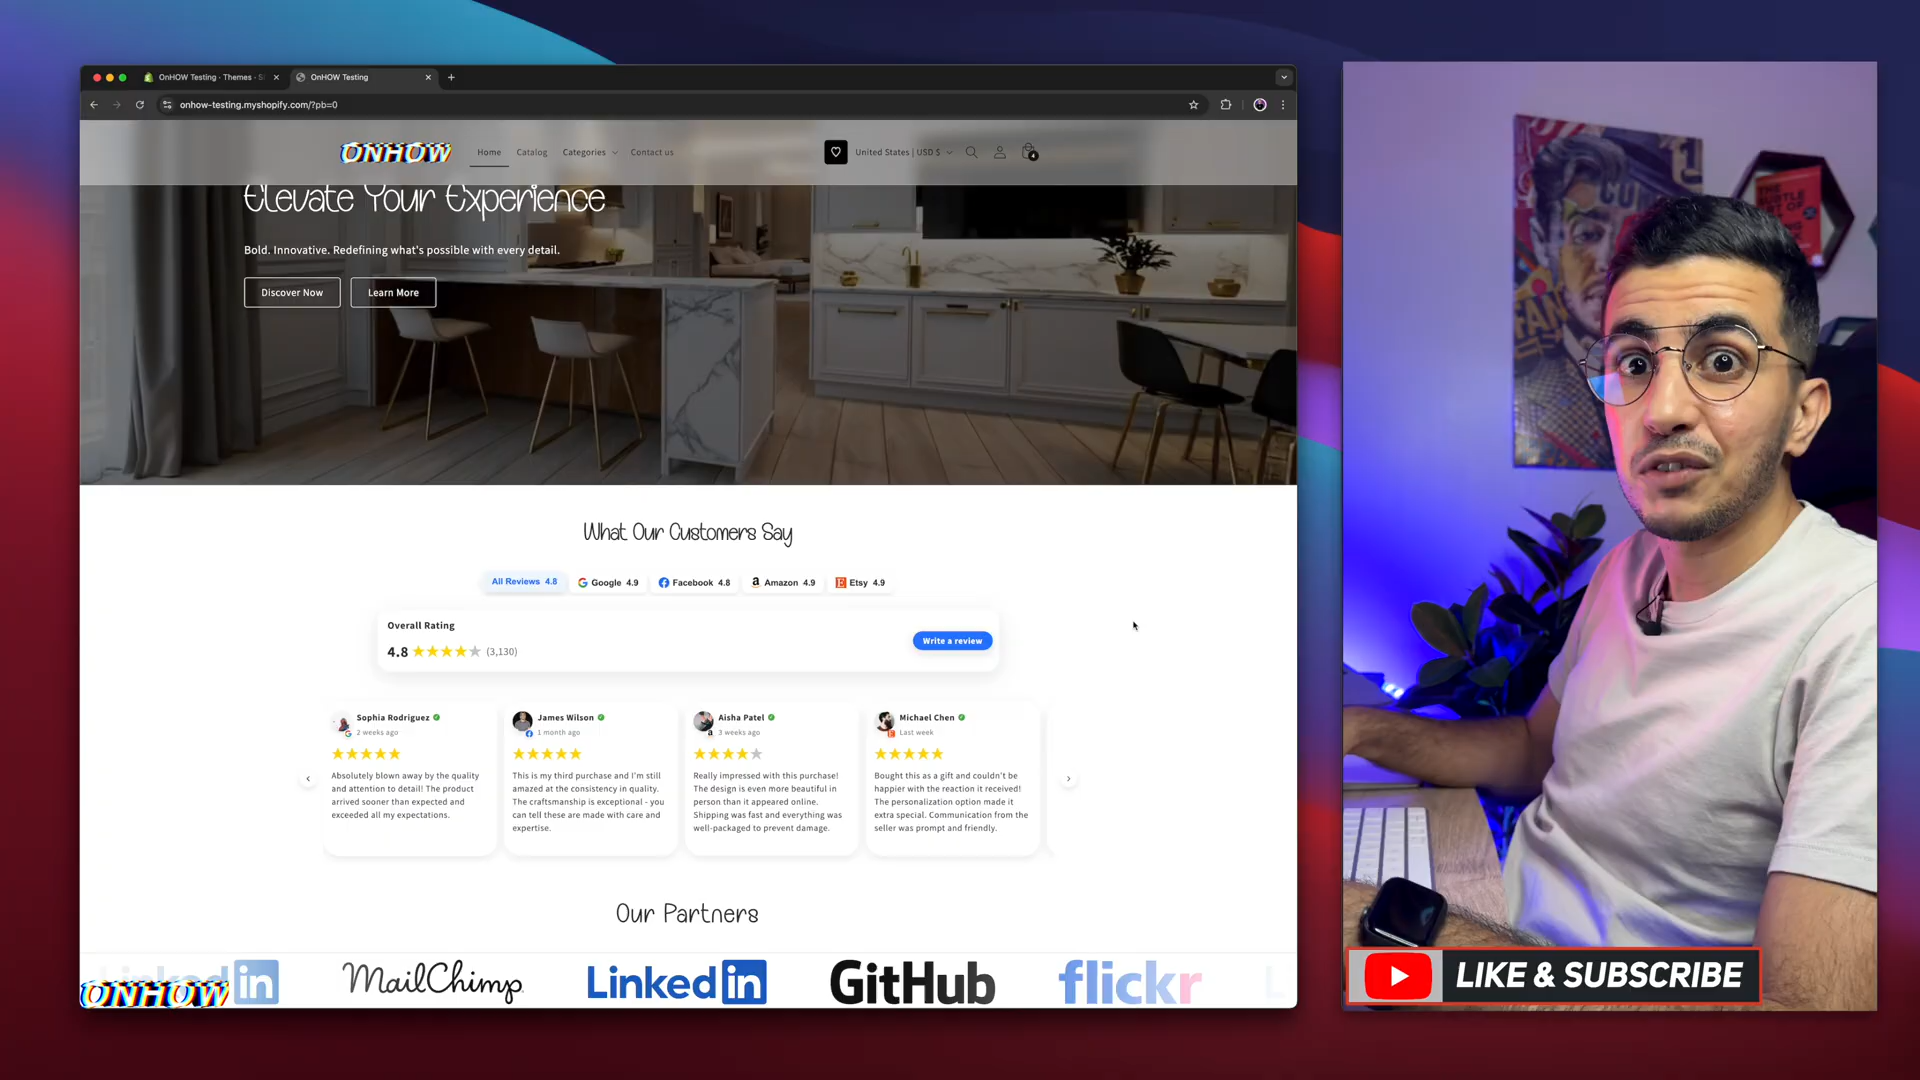 OnHOW Testing · Themes · S
OnHOW Testing
onhow-testing.myshopify.com/?pb=0
ONHOW
Home
Catalog
Categories
Contact us
United States | USD $
4
Elevate Your Experience
Bold. Innovative. Redefining what's possible with every detail.
Discover Now
Learn More
What Our Customers Say
All Reviews 4.8
Google 4.9
Facebook 4.8
Amazon 4.9
Etsy 4.9
Overall Rating
4.8
(3,130)
Write a review
Sophia Rodriguez
2 weeks ago
Absolutely blown away by the quality
and attention to detail! The product
arrived sooner than expected and
exceeded all my expectations.
James Wilson
1 month ago
This is my third purchase and I'm still
amazed at the consistency in quality.
The craftsmanship is exceptional - you
can tell these are made with care and
expertise.
Aisha Patel
3 weeks ago
Really impressed with this purchase!
The design is even more beautiful in
person than it appeared online.
Shipping was fast and everything was
well-packaged to prevent damage.
Michael Chen
Last week
Bought this as a gift and couldn't be
happier with the reaction it received!
The personalization option made it
extra special. Communication from the
seller was prompt and friendly.
Our Partners
Linked in
ONHOW
MailChimp
Linked in
GitHub
flickr
L
THE
SUBTLE
ART OF
LIKE & SUBSCRIBE